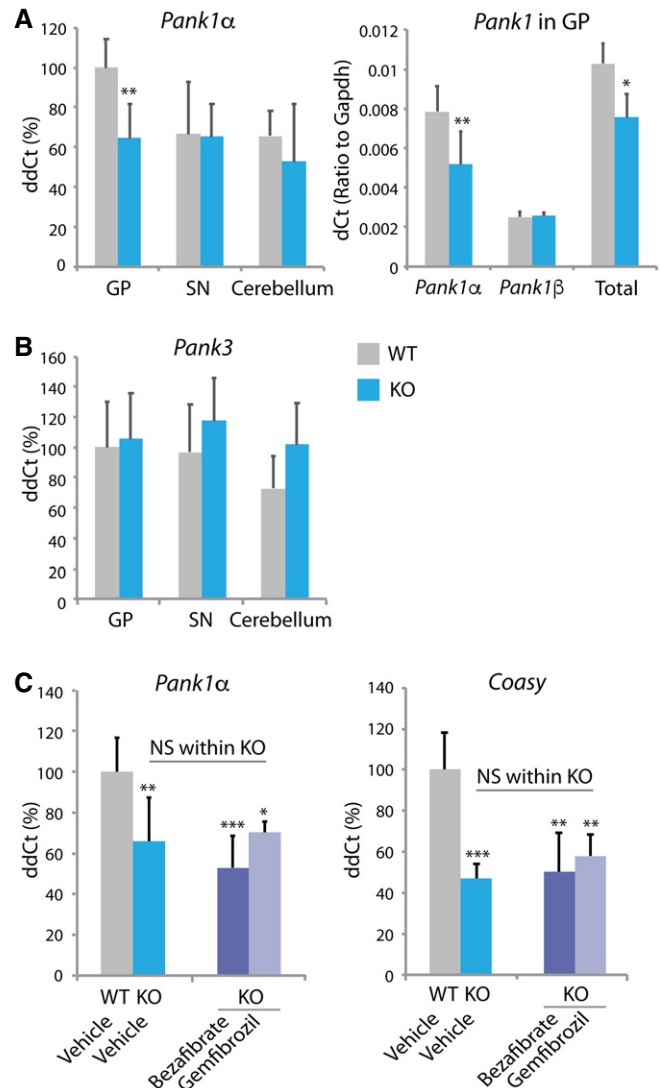 A
Pank1α
ddCt (%)
120
100
80
60
40
20
0
**
GP SN Cerebellum
Pank1 in GP
dCt (Ratio to Gapdh)
0.012
0.01
0.008
0.006
0.004
0.002
0
**
*
Pank1α Pank1β Total
B
Pank3
ddCt (%)
160
140
120
100
80
60
40
20
0
GP SN Cerebellum
WT
KO
C
Pank1α
ddCt (%)
140
120
100
80
60
40
20
0
NS within KO
**
***
*
WT KO KO
Vehicle Vehicle Bezafibrate Gemfibrozil
Coasy
ddCt (%)
140
120
100
80
60
40
20
0
NS within KO
***
**
**
WT KO KO
Vehicle Vehicle Bezafibrate Gemfibrozil